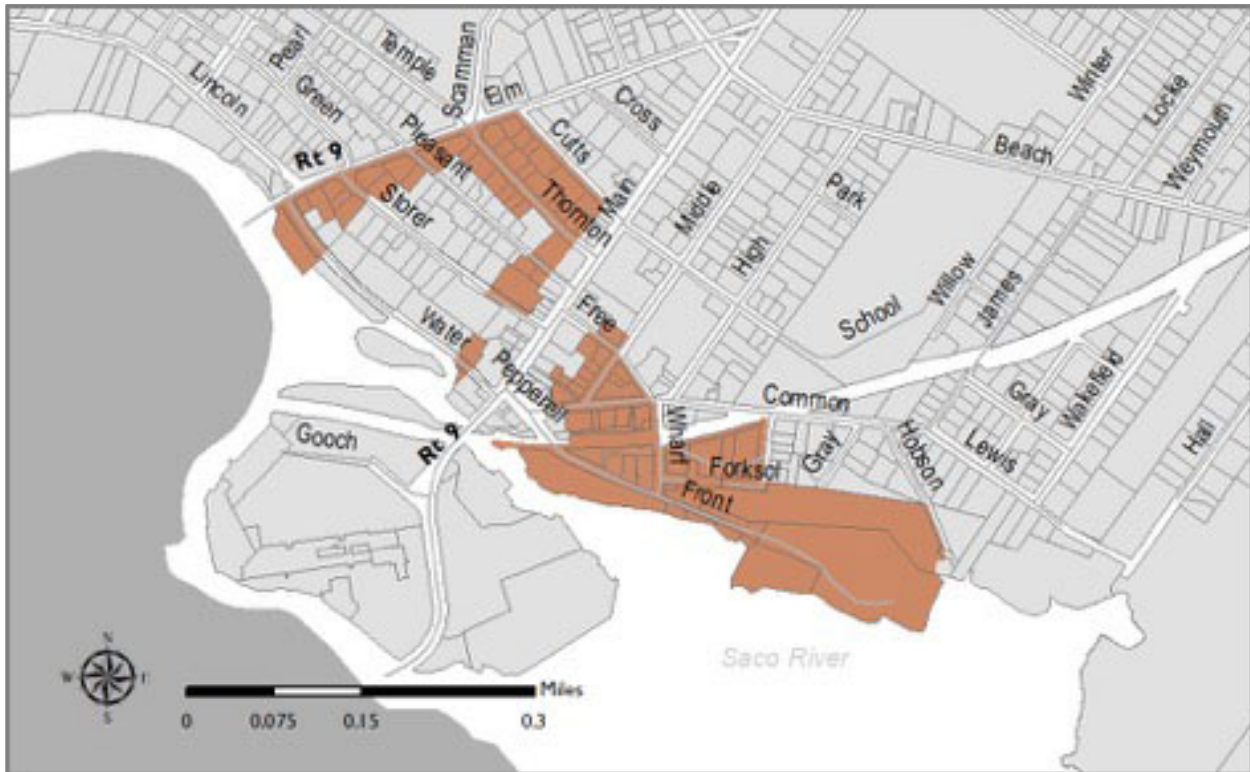 Temple
Scamman
Pearl
Elm
Lincoln
Green
Cross
Winter
Locke
Pleasant
Cutts
Weymouth
Rt 9
Beach
Storer
Thornton
Main
Middle
Park
High
Willow
James
School
Free
Water
Pepperell
Common
Gray
Wakefield
Wharf
Gooch
Rt 9
Gray
Hobson
Lewis
Hall
Forksol
Front
N
W
E
S
Saco River
Miles
0
0.075
0.15
0.3